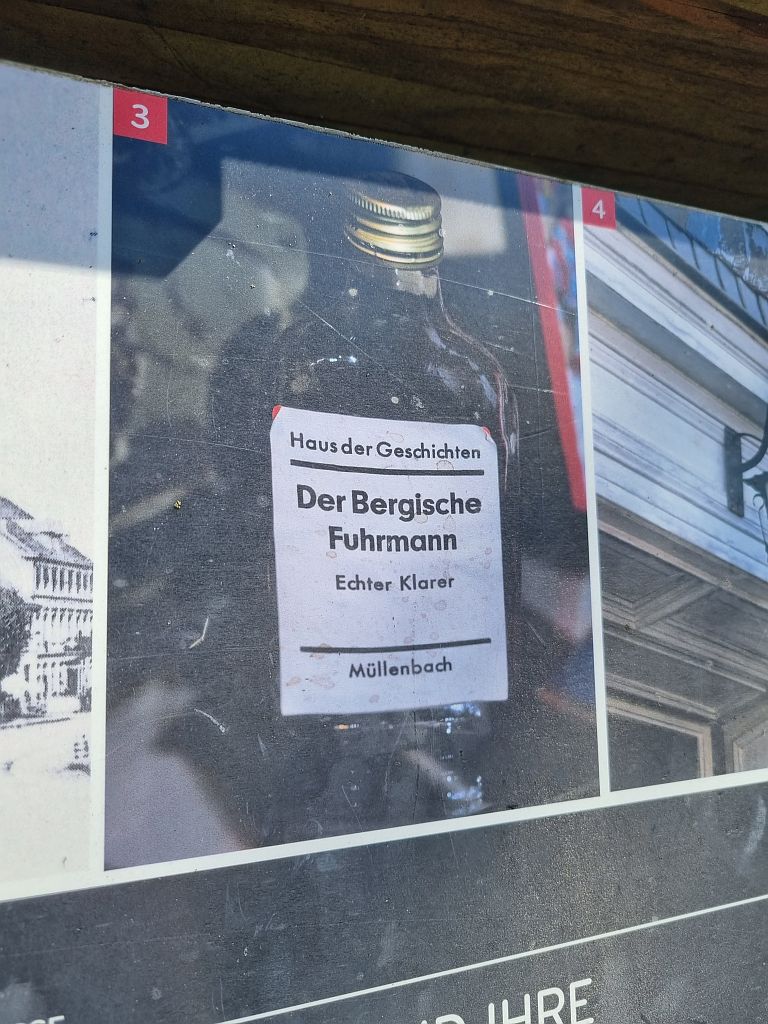 3
4
Haus der Geschichten
Der Bergische
Fuhrmann
Echter Klarer
Müllenbach
IHRE